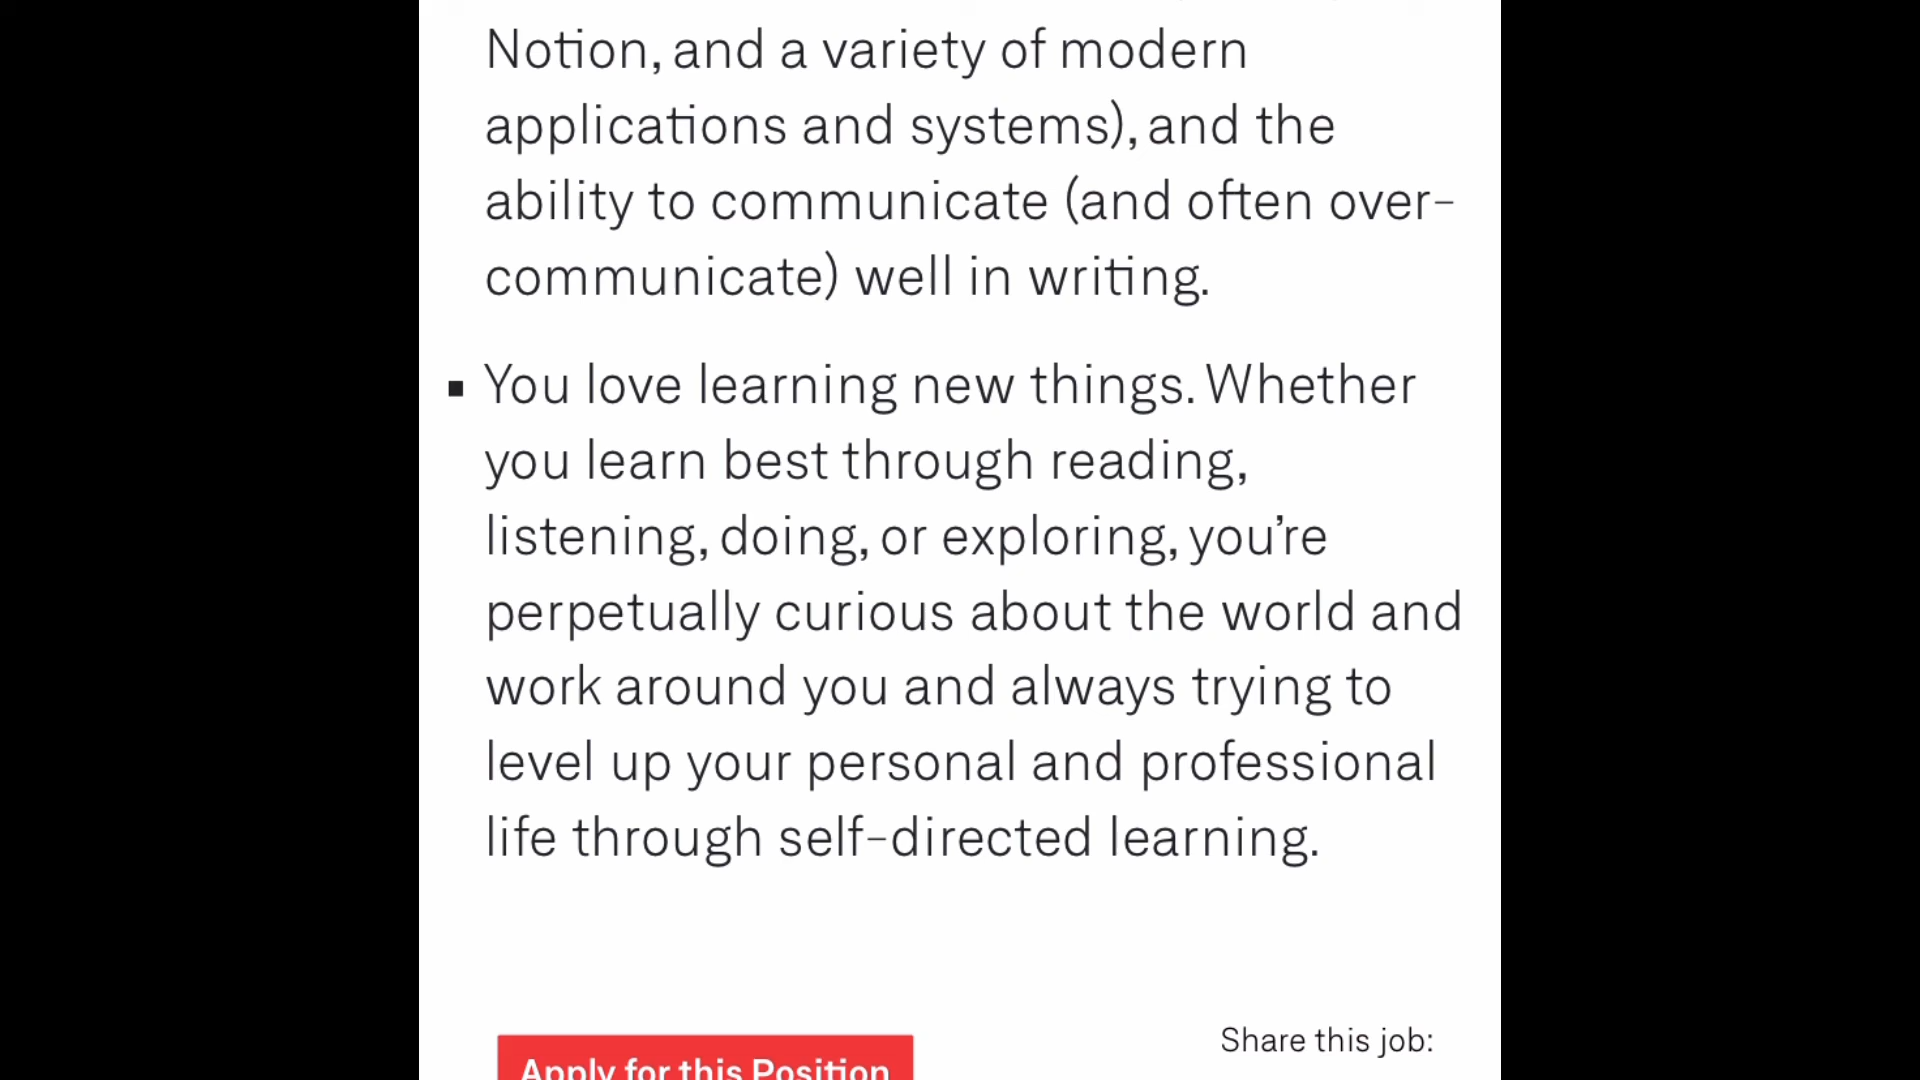 Notion, and a variety of modern
applications and systems), and the
ability to communicate (and often over-
communicate) well in writing.
▪ You love learning new things. Whether
you learn best through reading,
listening, doing, or exploring, you’re
perpetually curious about the world and
work around you and always trying to
level up your personal and professional
life through self-directed learning.
Share this job:
Apply for this Position